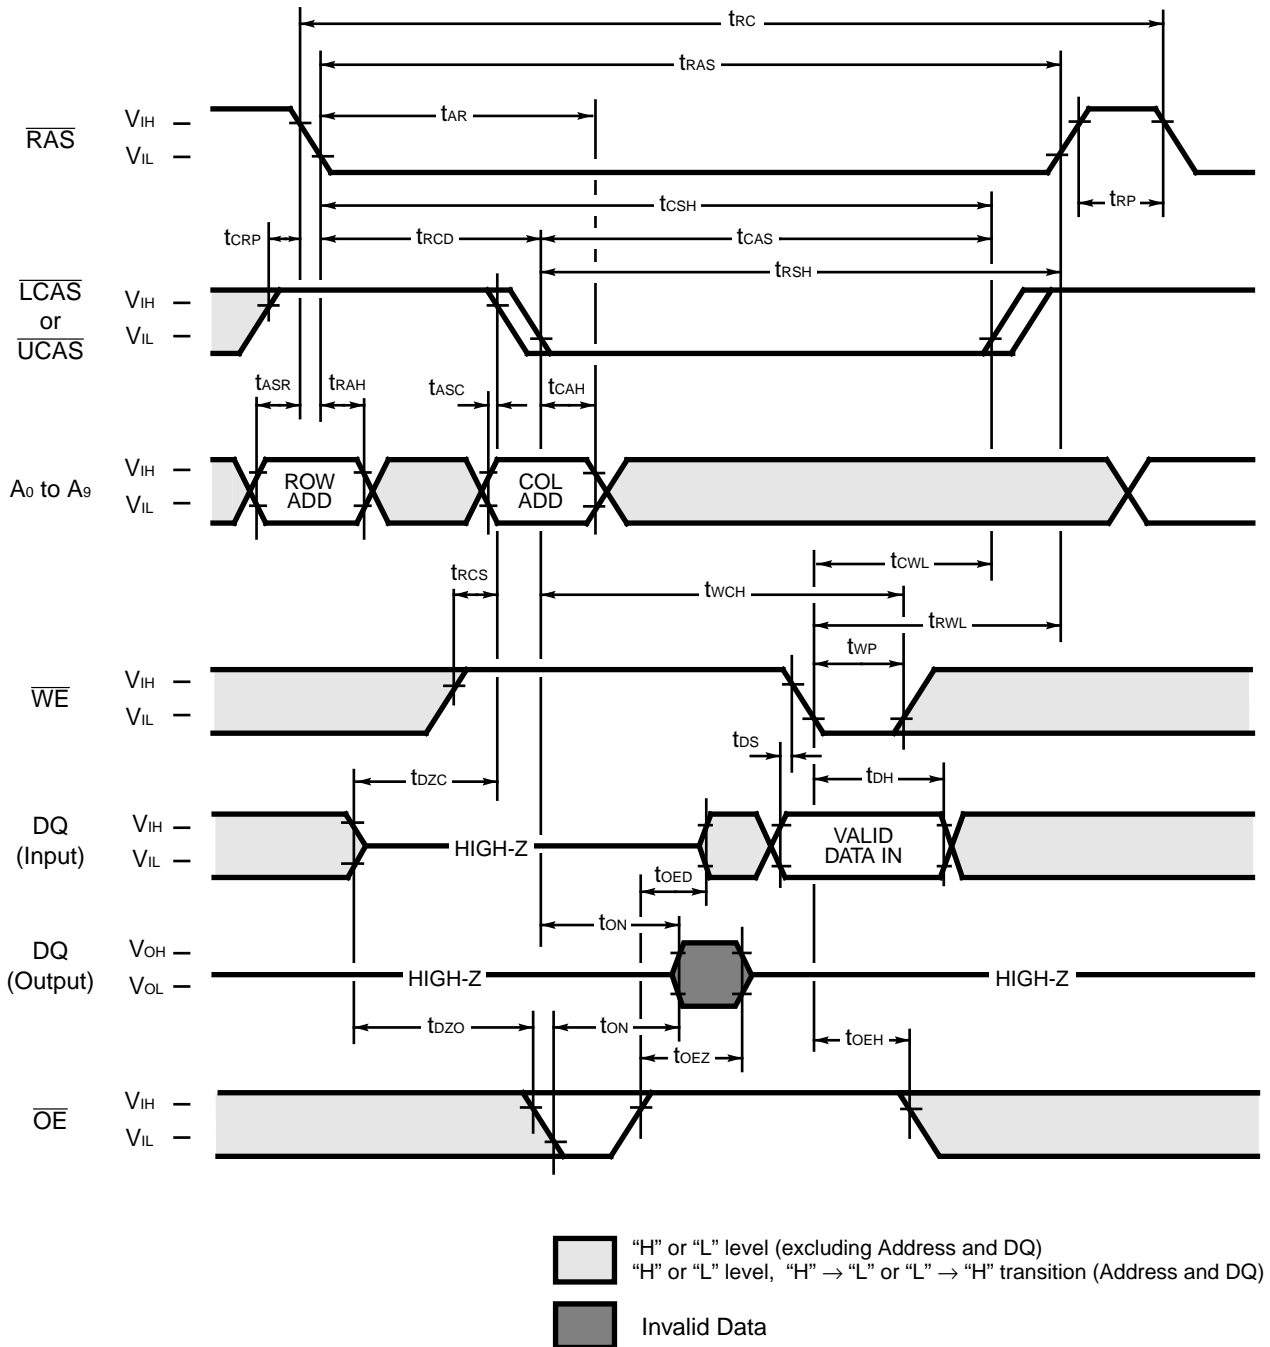 tRC
tRAS
tAR
RAS
VIH
VIL
tCSH
tRP
tCRP
tRCD
tCAS
tRSH
LCAS
or
UCAS
VIH
VIL
tASR
tRAH
tASC
tCAH
A0 to A9
VIH
VIL
ROW
ADD
COL
ADD
tCWL
tRCS
tWCH
tRWL
tWP
WE
VIH
VIL
tDS
tDZC
tDH
DQ
(Input)
VIH
VIL
HIGH-Z
VALID
DATA IN
tOED
tON
DQ
(Output)
VOH
VOL
HIGH-Z
HIGH-Z
tDZO
tON
tOEZ
tOEH
OE
VIH
VIL
“H” or “L” level (excluding Address and DQ)
“H” or “L” level, “H” → “L” or “L” → “H” transition (Address and DQ)
Invalid Data